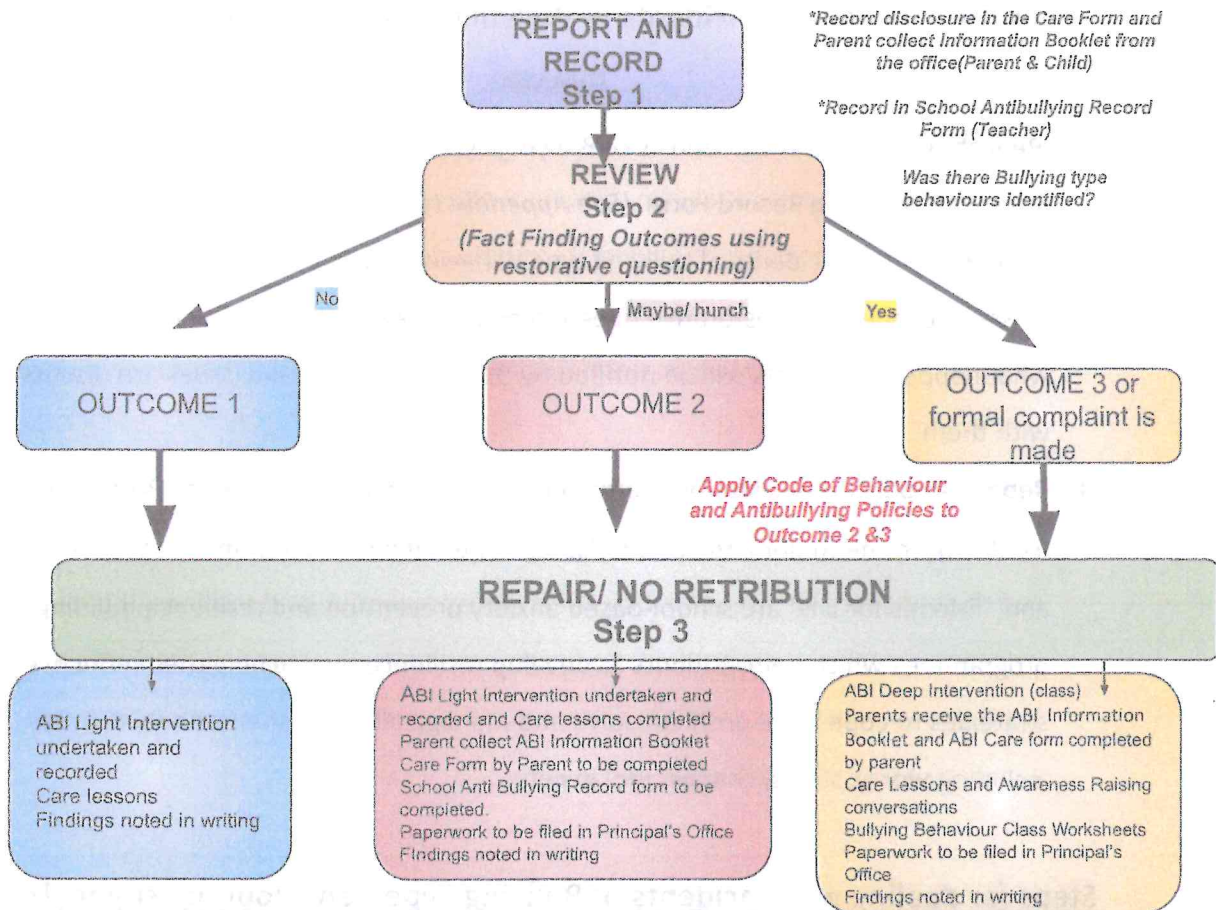 REPORT AND
RECORD
Step 1
*Record disclosure in the Care Form and
Parent collect Information Booklet from
the office(Parent & Child)
*Record in School Antibullying Record
Form (Teacher)
Was there Bullying type
behaviours identified?
REVIEW
Step 2
(Fact Finding Outcomes using
restorative questioning)
No
Maybe/ hunch
Yes
OUTCOME 1
OUTCOME 2
OUTCOME 3 or
formal complaint is
made
Apply Code of Behaviour
and Antibullying Policies to
Outcome 2 &3
REPAIR/ NO RETRIBUTION
Step 3
ABI Light Intervention
undertaken and
recorded
Care lessons
Findings noted in writing
ABI Light Intervention undertaken and
recorded and Care lessons completed
Parent collect ABI Information Booklet
Care Form by Parent to be completed
School Anti Bullying Record form to be
completed.
Paperwork to be filed in Principal's Office
Findings noted in writing
ABI Deep Intervention (class)
Parents receive the ABI Information
Booklet and ABI Care form completed
by parent
Care Lessons and Awareness Raising
conversations
Bullying Behaviour Class Worksheets
Paperwork to be filed in Principal's
Office
Findings noted in writing